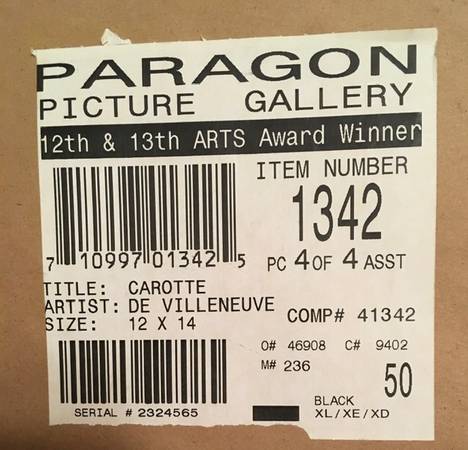 PARAGON
PICTURE GALLERY
12th & 13th ARTS Award Winner
ITEM NUMBER
1342
7 10997 01342 5
PC 4 OF 4 ASST
TITLE: CAROTTE
ARTIST: DE VILLENEUVE
SIZE: 12 X 14
COMP# 41342
O# 46908 C# 9402
M# 236
50
SERIAL # 2324565
BLACK
XL/XE/XD